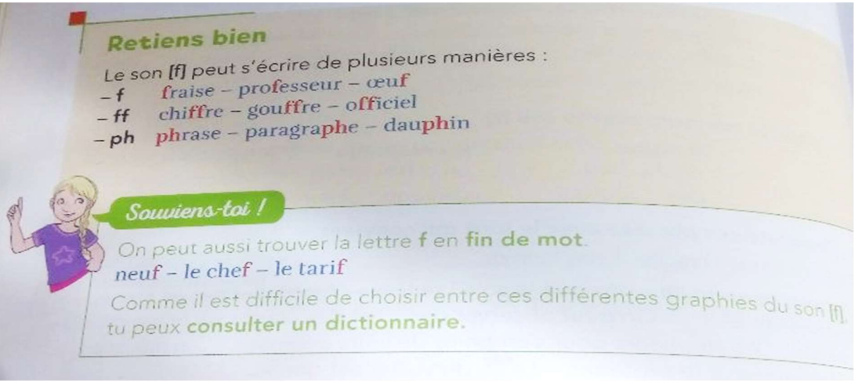 Retiens bien
Le son [f] peut s'écrire de plusieurs manières :
– f fraise – professeur – œuf
– ff chiffre – gouffre – officiel
– ph phrase – paragraphe – dauphin
Souviens-toi !
On peut aussi trouver la lettre f en fin de mot.
neuf – le chef – le tarif
Comme il est difficile de choisir entre ces différentes graphies du son [f],
tu peux consulter un dictionnaire.